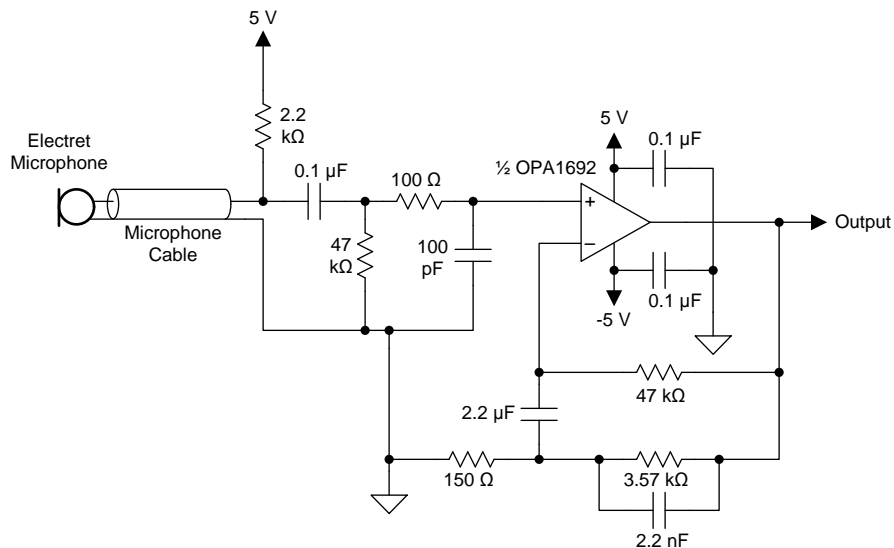 5 V
2.2
kΩ
Electret
Microphone
Microphone
Cable
0.1 µF
47
kΩ
100 Ω
100
pF
½ OPA1692
+
−
5 V
0.1 µF
0.1 µF
-5 V
Output
47 kΩ
2.2 µF
150 Ω
3.57 kΩ
2.2 nF